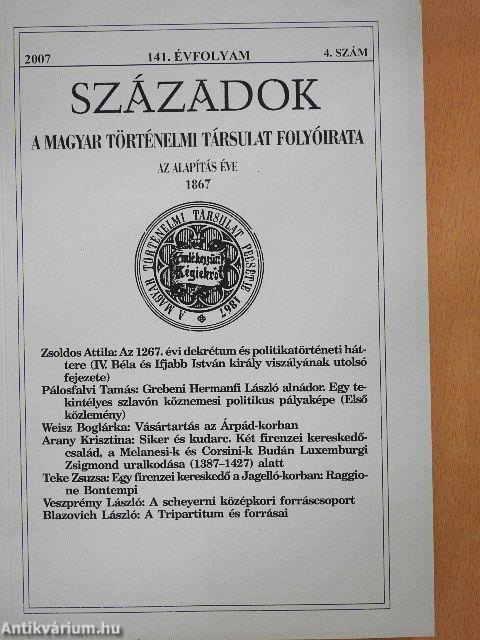 2007 141. ÉVFOLYAM 4. SZÁM
SZÁZADOK
A MAGYAR TÖRTÉNELMI TÁRSULAT FOLYÓIRATA
AZ ALAPÍTÁS ÉVE
1867
A MAGYAR TÖRTÉNELMI TÁRSULAT PECSÉTJE 1867
Emlékezzünk
Régiekről
Zsoldos Attila: Az 1267. évi dekrétum és politikatörténeti hát-
tere (IV. Béla és Ifjabb István király viszályának utolsó
fejezete)
Pálosfalvi Tamás: Grebeni Hermanfi László alnádor. Egy te-
kintélyes szlavón köznemesi politikus pályaképe (Első
közlemény)
Weisz Boglárka: Vásártartás az Árpád-korban
Arany Krisztina: Siker és kudarc. Két firenzei kereskedő-
család, a Melanesi-k és Corsini-k Budán Luxemburgi
Zsigmond uralkodása (1387–1427) alatt
Teke Zsuzsa: Egy firenzei kereskedő a Jagelló-korban: Raggio-
ne Bontempi
Veszprémy László: A scheyerni középkori forráscsoport
Blazovich László: A Tripartitum és forrásai
Antikvárium.hu